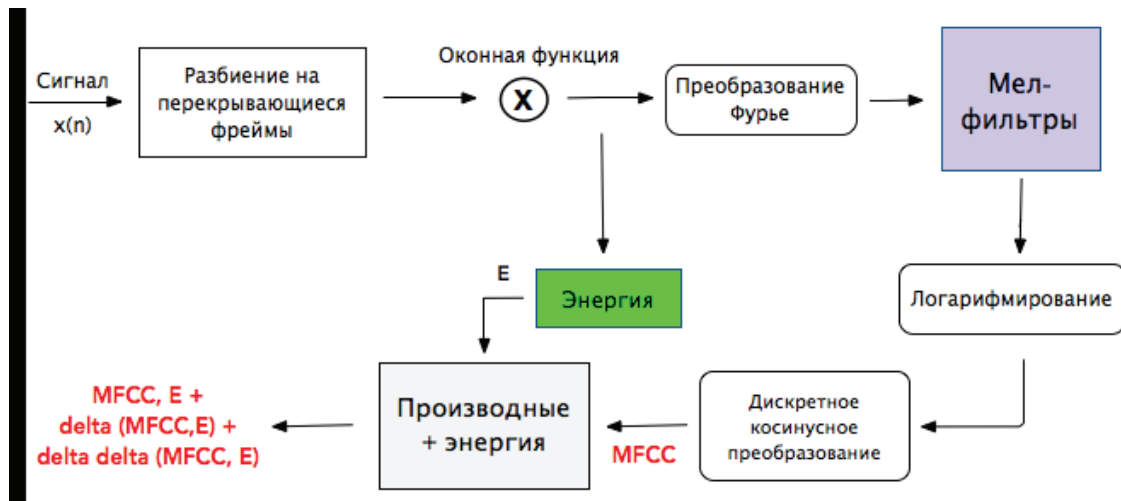 Сигнал
x(n)
Разбиение на
перекрывающиеся
фреймы
Оконная функция
X
Преобразование
Фурье
Мел-
фильтры
Логарифмирование
E
Энергия
Дискретное
косинусное
преобразование
MFCC
Производные
+ энергия
MFCC, E +
delta (MFCC,E) +
delta delta (MFCC, E)